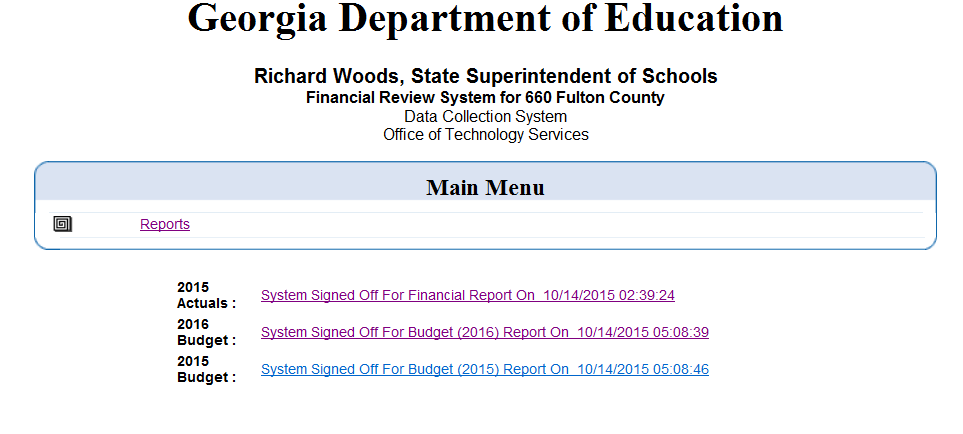 Georgia Department of Education
Richard Woods, State Superintendent of Schools
Financial Review System for 660 Fulton County
Data Collection System
Office of Technology Services
Main Menu
Reports
2015
Actuals : System Signed Off For Financial Report On  10/14/2015 02:39:24
2016
Budget : System Signed Off For Budget (2016) Report On  10/14/2015 05:08:39
2015
Budget : System Signed Off For Budget (2015) Report On  10/14/2015 05:08:46